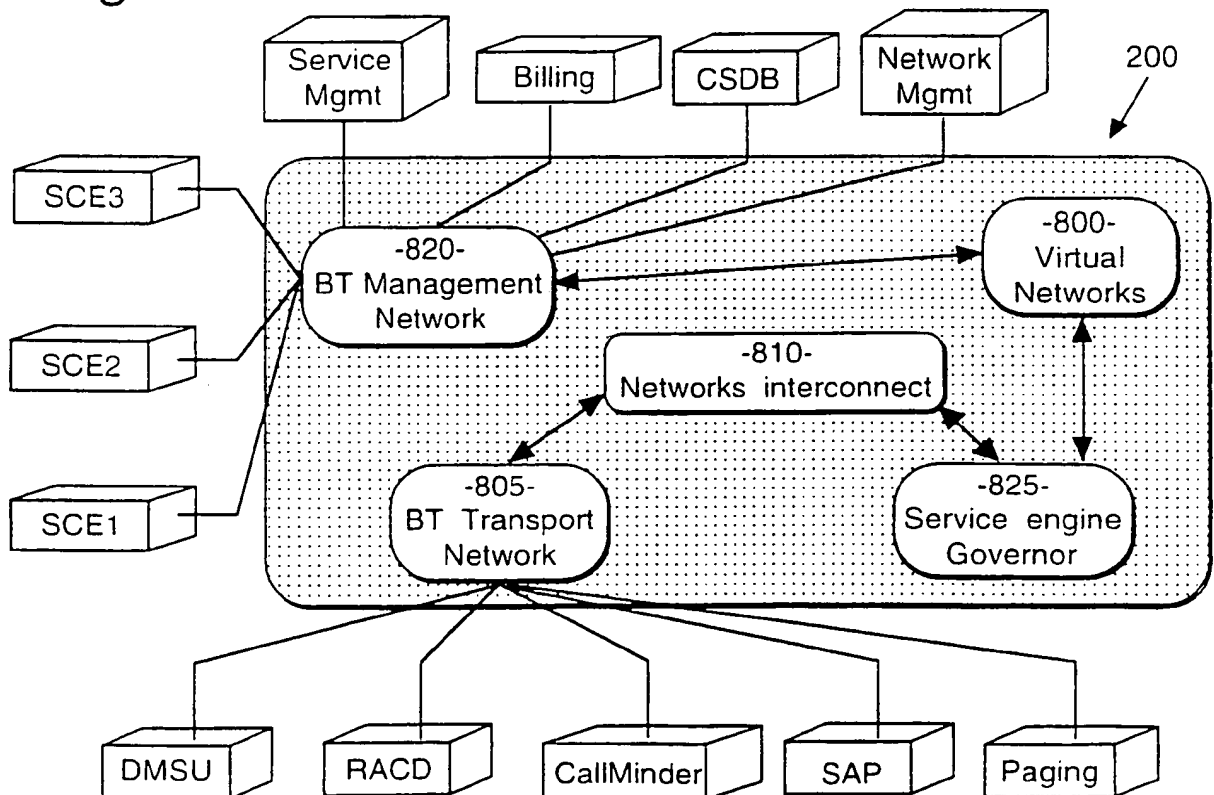 Service
Mgmt
Billing
CSDB
Network
Mgmt
200
SCE3
-820-
BT Management
Network
-800-
Virtual
Networks
SCE2
-810-
Networks interconnect
SCE1
-805-
BT Transport
Network
-825-
Service engine
Governor
DMSU
RACD
CallMinder
SAP
Paging